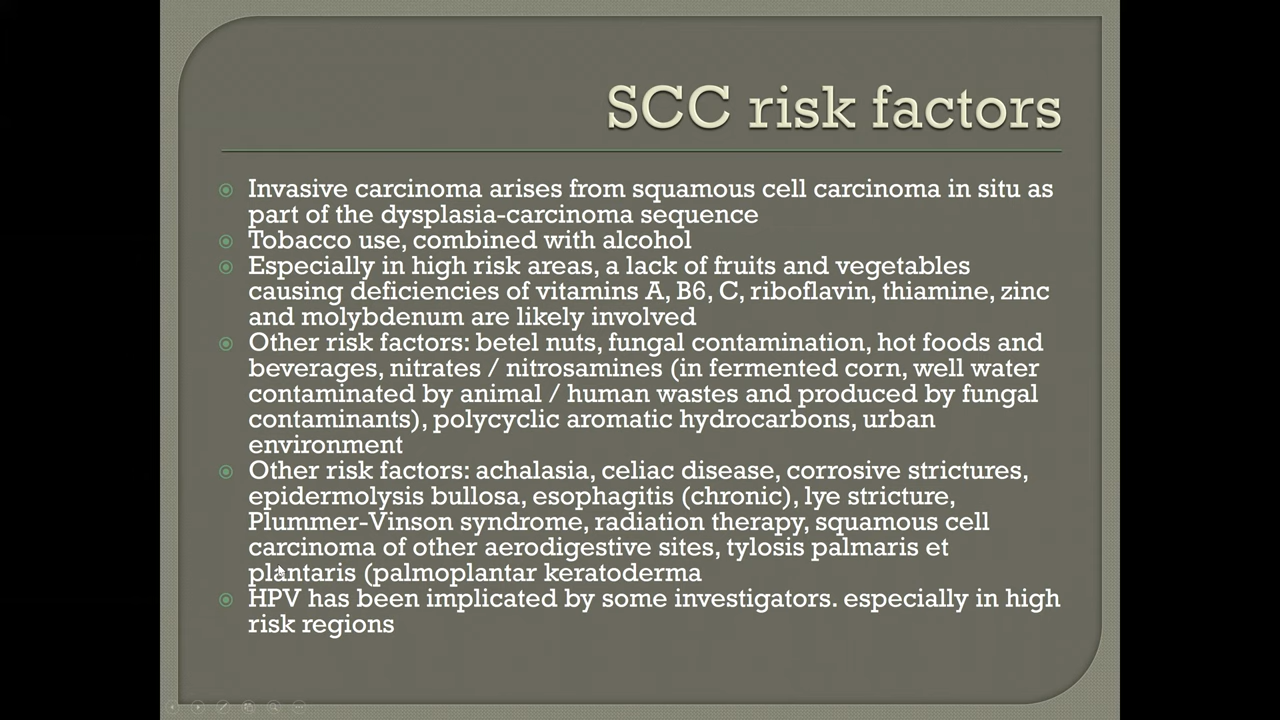 SCC risk factors
Invasive carcinoma arises from squamous cell carcinoma in situ as
part of the dysplasia-carcinoma sequence
Tobacco use, combined with alcohol
Especially in high risk areas, a lack of fruits and vegetables
causing deficiencies of vitamins A, B6, C, riboflavin, thiamine, zinc
and molybdenum are likely involved
Other risk factors: betel nuts, fungal contamination, hot foods and
beverages, nitrates / nitrosamines (in fermented corn, well water
contaminated by animal / human wastes and produced by fungal
contaminants), polycyclic aromatic hydrocarbons, urban
environment
Other risk factors: achalasia, celiac disease, corrosive strictures,
epidermolysis bullosa, esophagitis (chronic), lye stricture,
Plummer-Vinson syndrome, radiation therapy, squamous cell
carcinoma of other aerodigestive sites, tylosis palmaris et
plantaris (palmoplantar keratoderma
HPV has been implicated by some investigators. especially in high
risk regions